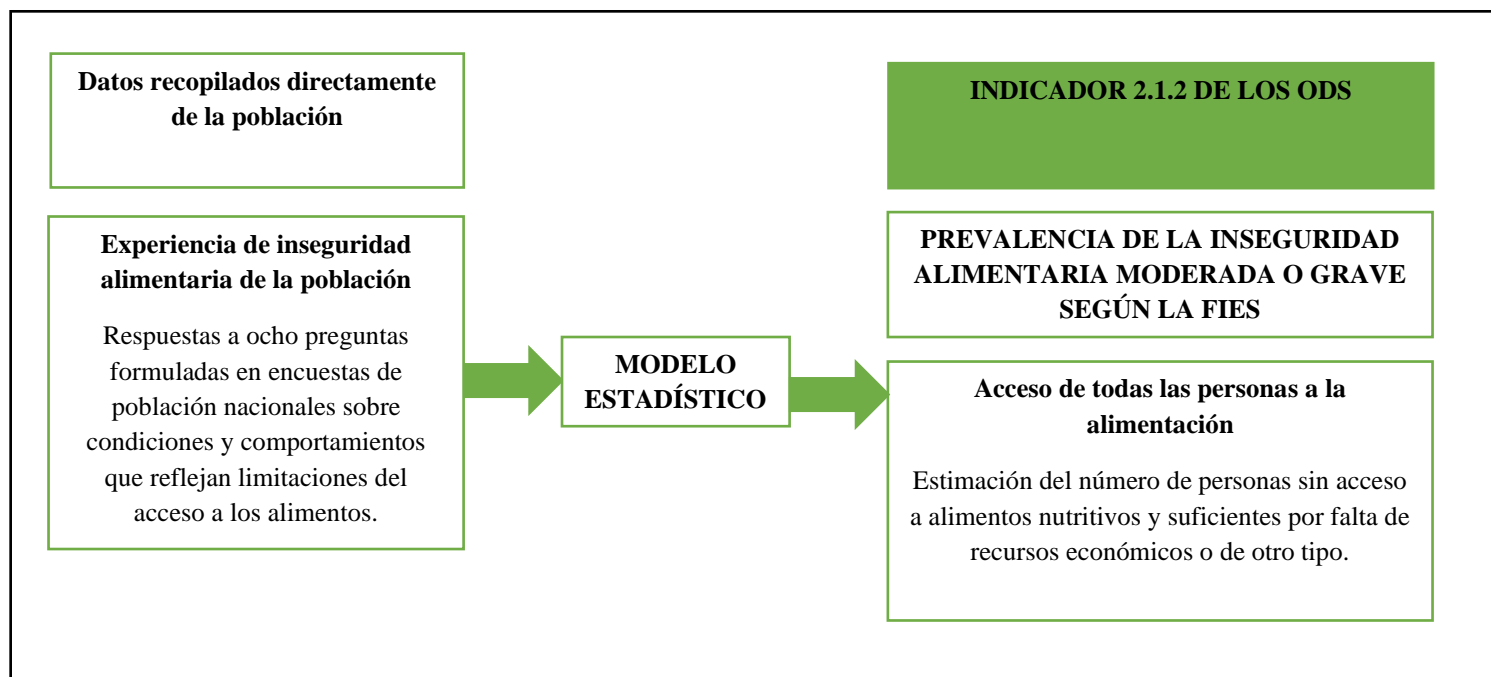 Datos recopilados directamente
de la población
Experiencia de inseguridad
alimentaria de la población
Respuestas a ocho preguntas
formuladas en encuestas de
población nacionales sobre
condiciones y comportamientos
que reflejan limitaciones del
acceso a los alimentos.
MODELO
ESTADÍSTICO
INDICADOR 2.1.2 DE LOS ODS
PREVALENCIA DE LA INSEGURIDAD
ALIMENTARIA MODERADA O GRAVE
SEGÚN LA FIES
Acceso de todas las personas a la
alimentación
Estimación del número de personas sin acceso
a alimentos nutritivos y suficientes por falta de
recursos económicos o de otro tipo.